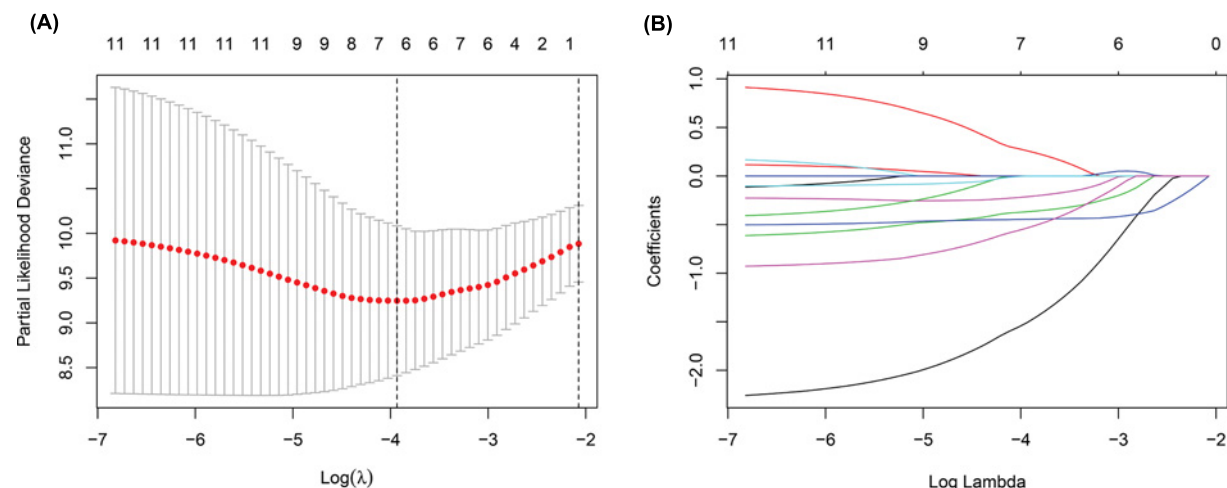 (A)
11 11 11 11 11 9 9 8 7 6 6 7 6 4 2 1
Partial Likelihood Deviance
11.0
10.0
9.5
9.0
8.5
−7 −6 −5 −4 −3 −2
Log(λ)
(B)
11 11 9 7 6 0
Coefficients
1.0
0.5
0.0
−1.0
−2.0
−7 −6 −5 −4 −3 −2
Log Lambda